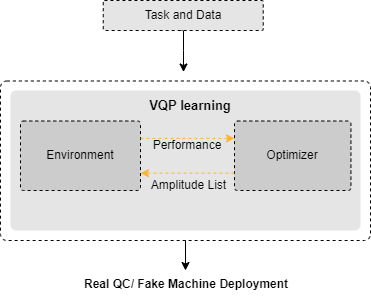 Task and Data
VQP learning
Environment
Performance
Optimizer
Amplitude List
Real QC/ Fake Machine Deployment